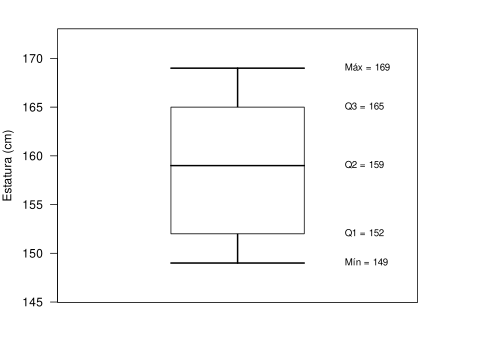 Estatura (cm)
170
165
160
155
150
145
Máx = 169
Q3 = 165
Q2 = 159
Q1 = 152
Mín = 149